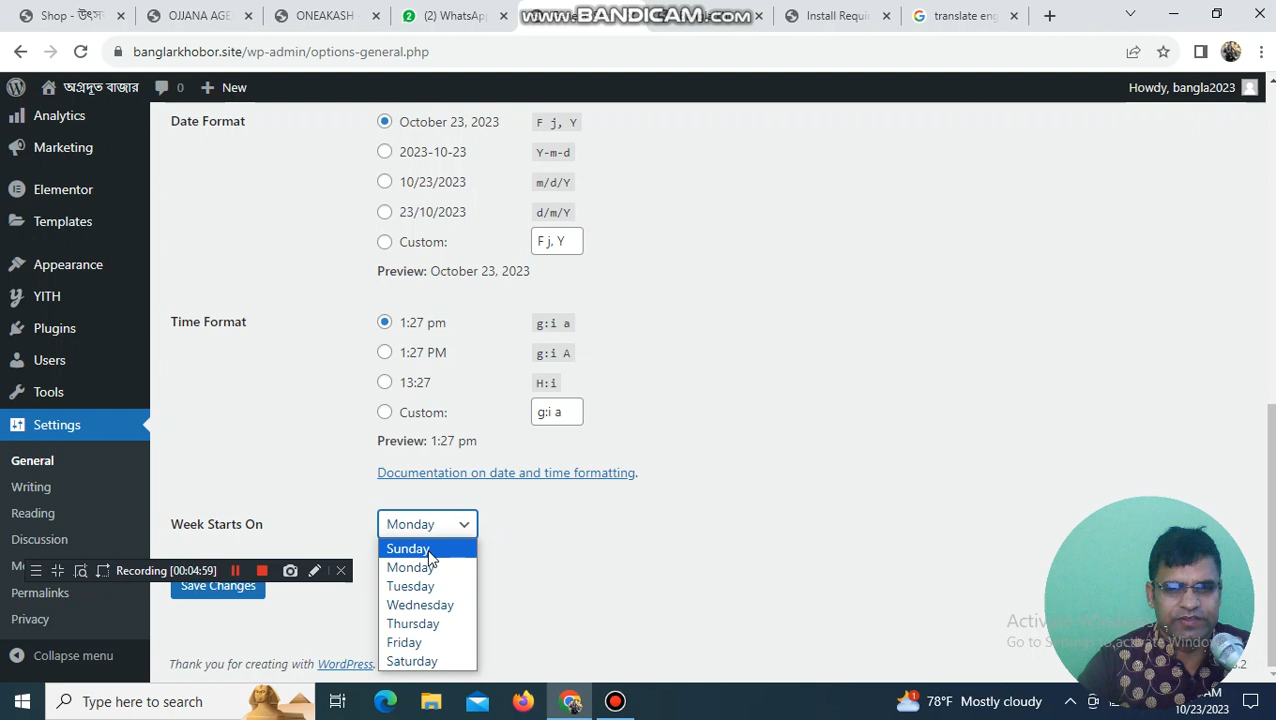 Shop - উৎস
OJJANA AGE
ONEAKASH
(2) WhatsApp
www.BANDICAM.com
Install Requi
translate eng
banglarkhobor.site/wp-admin/options-general.php
অগ্রদূত বাজার 0 New Howdy, bangla2023
Analytics
Marketing
Elementor
Templates
Appearance
YITH
Plugins
Users
Tools
Settings
General
Writing
Reading
Discussion
Permalinks
Privacy
Collapse menu
Date Format
October 23, 2023 F j, Y
2023-10-23 Y-m-d
10/23/2023 m/d/Y
23/10/2023 d/m/Y
Custom: F j, Y
Preview: October 23, 2023
Time Format
1:27 pm g:i a
1:27 PM g:i A
13:27 H:i
Custom: g:i a
Preview: 1:27 pm
Documentation on date and time formatting.
Week Starts On Monday
Sunday
Monday
Tuesday
Wednesday
Thursday
Friday
Saturday
Recording [00:04:59]
Save Changes
Thank you for creating with WordPress.
Activate Windows
Go to Settings to activate Windows
Type here to search
78°F Mostly cloudy
10/23/2023